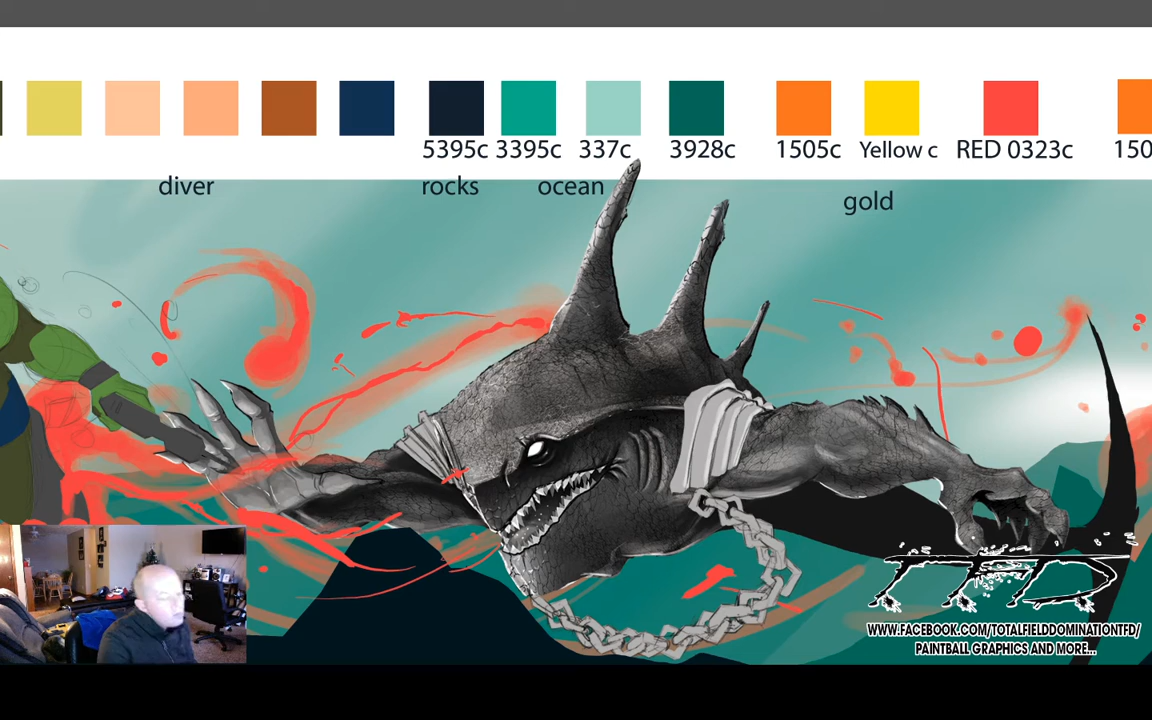 5395c 3395c 337c 3928c 1505c Yellow c RED 0323c 150
diver rocks ocean gold
TFD
WWW.FACEBOOK.COM/TOTALFIELDDOMINATIONTFD/
PAINTBALL GRAPHICS AND MORE...